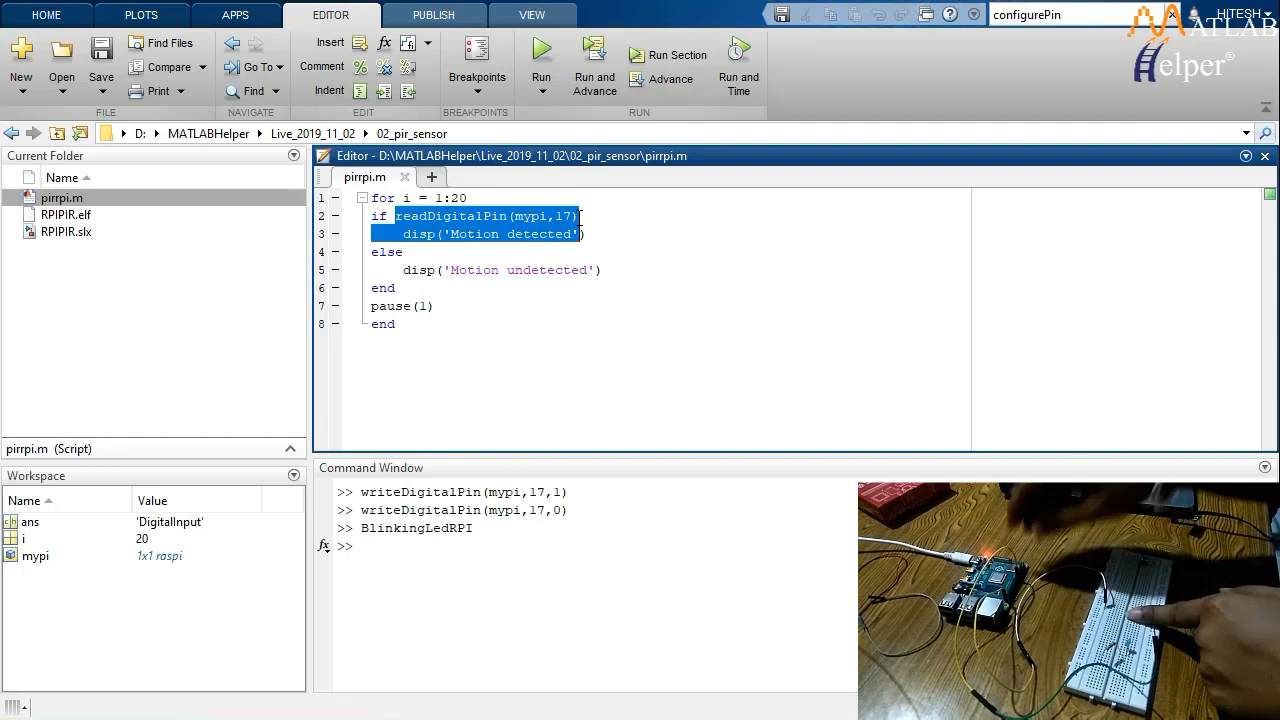 HOME PLOTS APPS EDITOR PUBLISH VIEW configurePin HITESH
MATLAB
Helper
New Open Save Find Files Compare Print
Insert Comment Indent
Go To Find
Breakpoints
Run Run and Advance Run Section Advance Run and Time
FILE NAVIGATE EDIT BREAKPOINTS RUN
D: MATLABHelper Live_2019_11_02 02_pir_sensor
Current Folder
Name
pirrpi.m
RPIPIR.elf
RPIPIR.slx
pirrpi.m (Script)
Workspace
Name Value
ans 'DigitalInput'
i 20
mypi 1x1 raspi
Editor - D:\MATLABHelper\Live_2019_11_02\02_pir_sensor\pirrpi.m
pirrpi.m
1 for i = 1:20
2 if readDigitalPin(mypi,17)
3 disp('Motion detected')
4 else
5 disp('Motion undetected')
6 end
7 pause(1)
8 end
Command Window
>> writeDigitalPin(mypi,17,1)
>> writeDigitalPin(mypi,17,0)
>> BlinkingLedRPI
fx >>